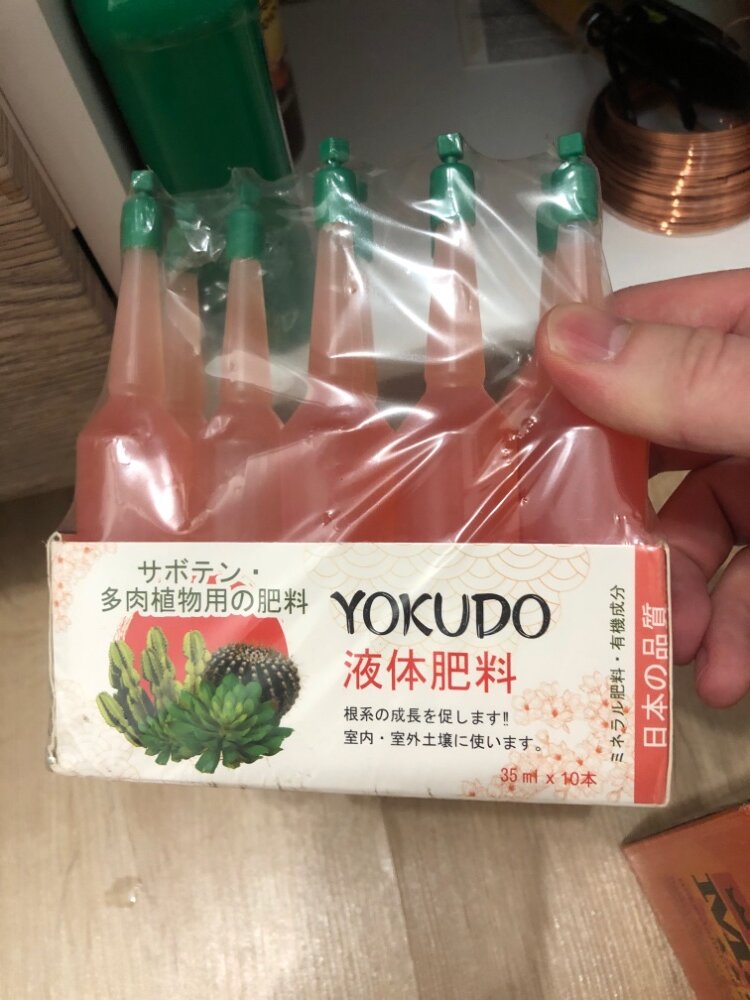 サボテン・
多肉植物用の肥料
YOKUDO
液体肥料
根系の成長を促します!!
室内・室外土壌に使います。
35 ml x 10本
ミネラル肥料・有機成分
日本の品質